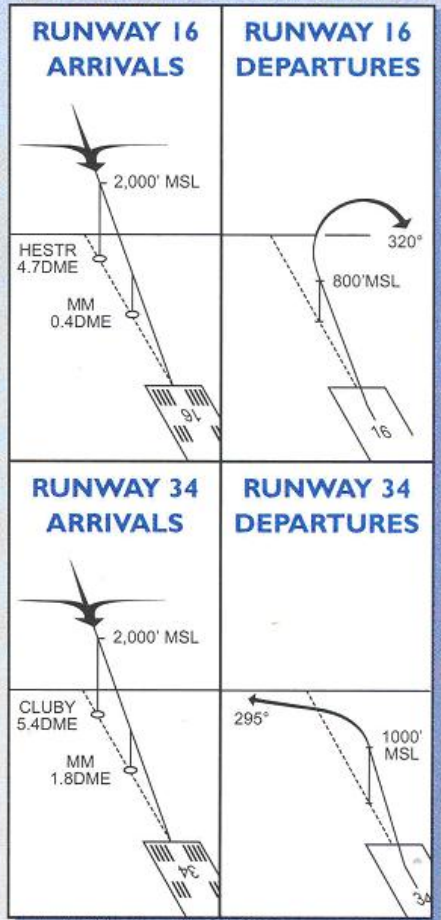 RUNWAY 16
ARRIVALS
2,000' MSL
HESTR
4.7DME
MM
0.4DME
16
RUNWAY 16
DEPARTURES
320°
800'MSL
16
RUNWAY 34
ARRIVALS
2,000' MSL
CLUBY
5.4DME
MM
1.8DME
34
RUNWAY 34
DEPARTURES
295°
1000'
MSL
34